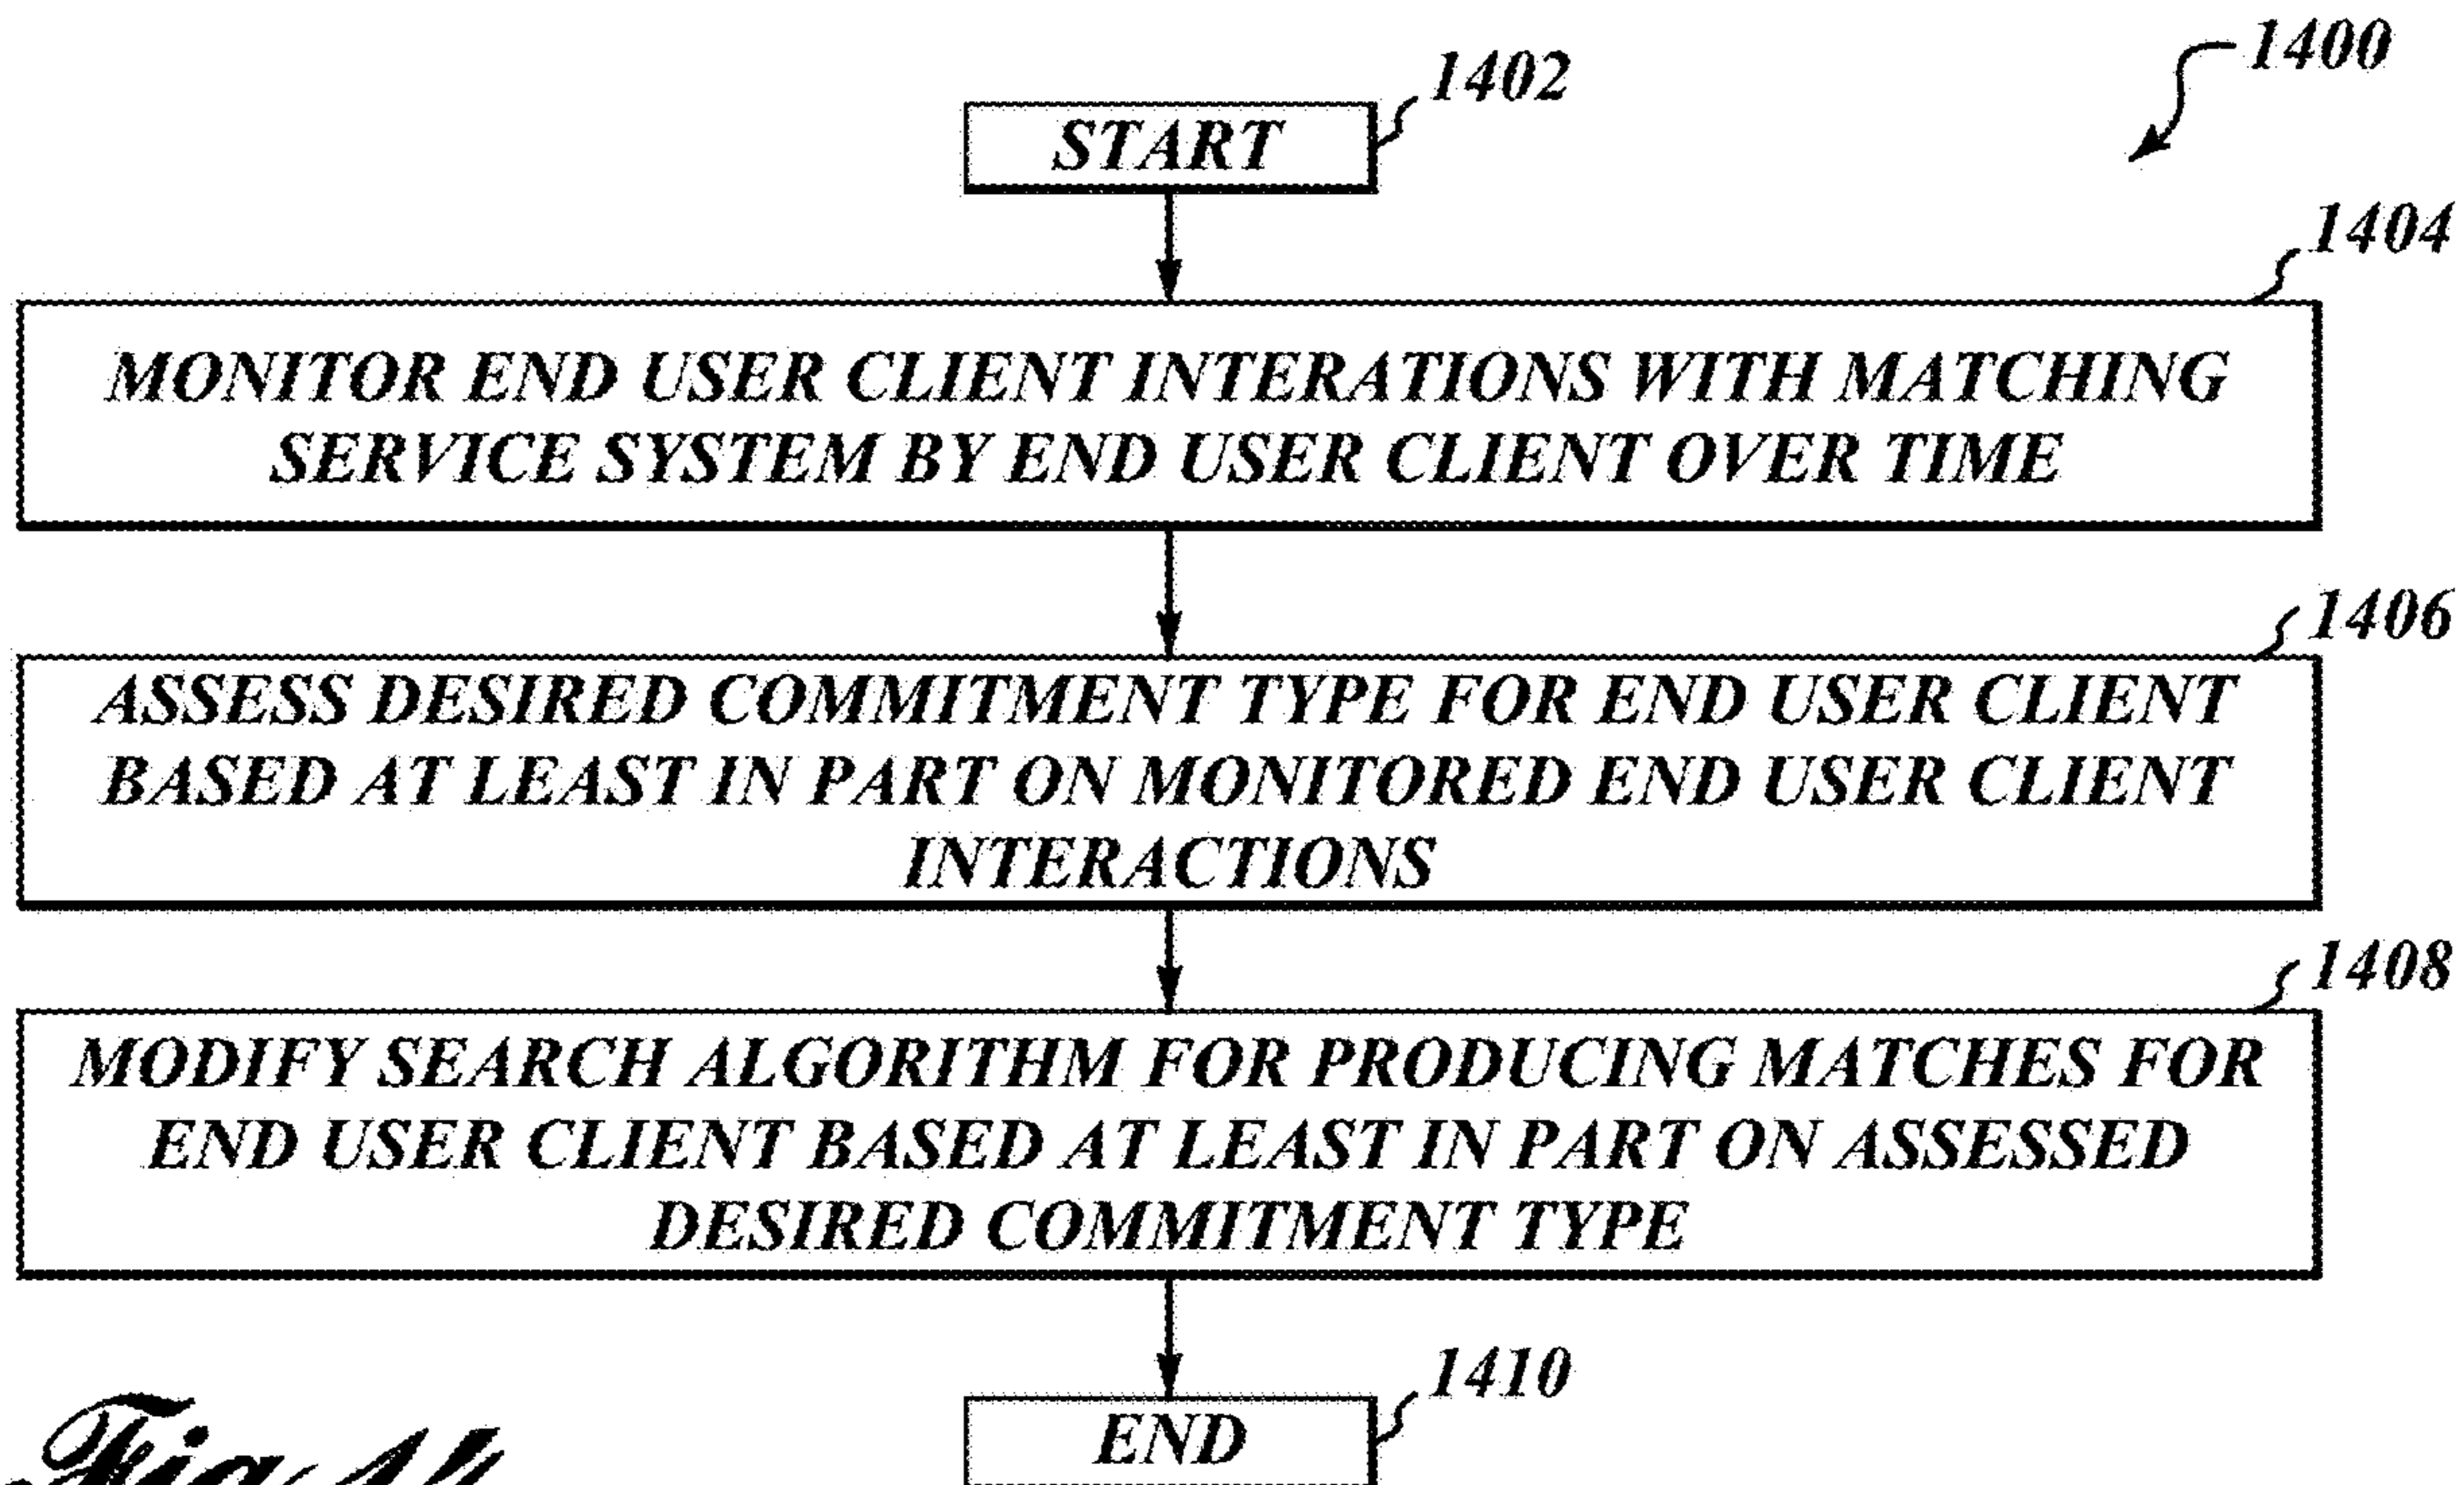 1400
1402
START
1404
MONITOR END USER CLIENT INTERATIONS WITH MATCHING
SERVICE SYSTEM BY END USER CLIENT OVER TIME
1406
ASSESS DESIRED COMMITMENT TYPE FOR END USER CLIENT
BASED AT LEAST IN PART ON MONITORED END USER CLIENT
INTERACTIONS
1408
MODIFY SEARCH ALGORITHM FOR PRODUCING MATCHES FOR
END USER CLIENT BASED AT LEAST IN PART ON ASSESSED
DESIRED COMMITMENT TYPE
1410
END
Fig. 14